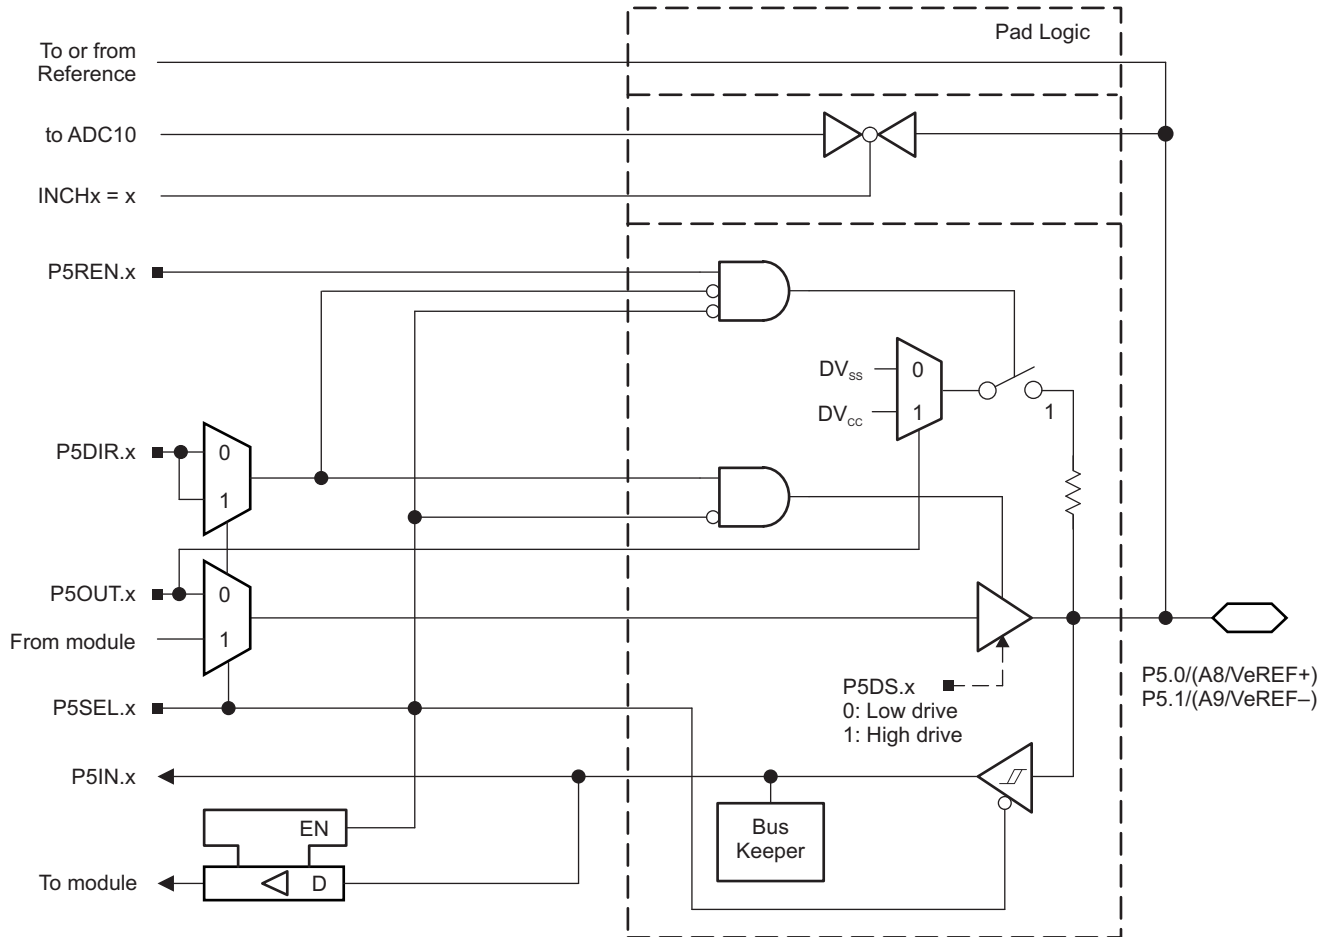 Pad Logic
To or from
Reference
to ADC10
INCHx = x
P5REN.x
DVSS
0
DVCC
1
1
P5DIR.x
0
1
P5OUT.x
0
From module
1
P5SEL.x
P5DS.x
0: Low drive
1: High drive
P5.0/(A8/VeREF+)
P5.1/(A9/VeREF–)
P5IN.x
Bus
Keeper
EN
To module
D